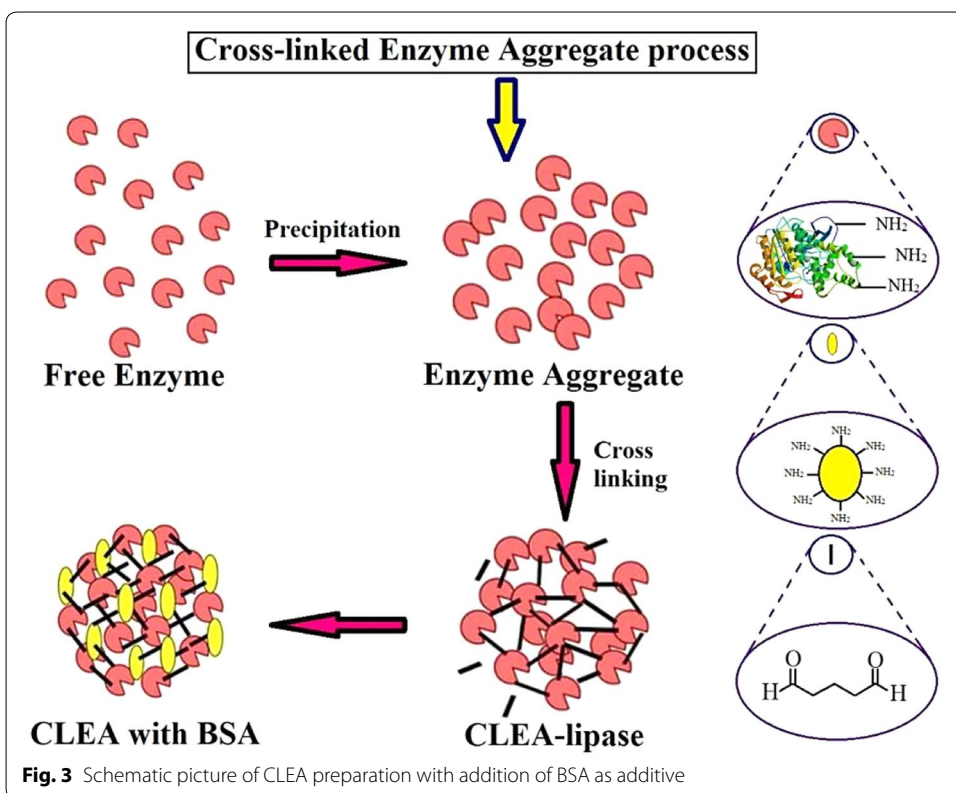 Cross-linked Enzyme Aggregate process
Precipitation
Free Enzyme
Enzyme Aggregate
Cross
linking
CLEA with BSA
CLEA-lipase
NH₂
NH₂
NH₂
NH₂
NH₂
NH₂
NH₂
NH₂
NH₂
NH₂
NH₂
O
O
H
H
Fig. 3 Schematic picture of CLEA preparation with addition of BSA as additive